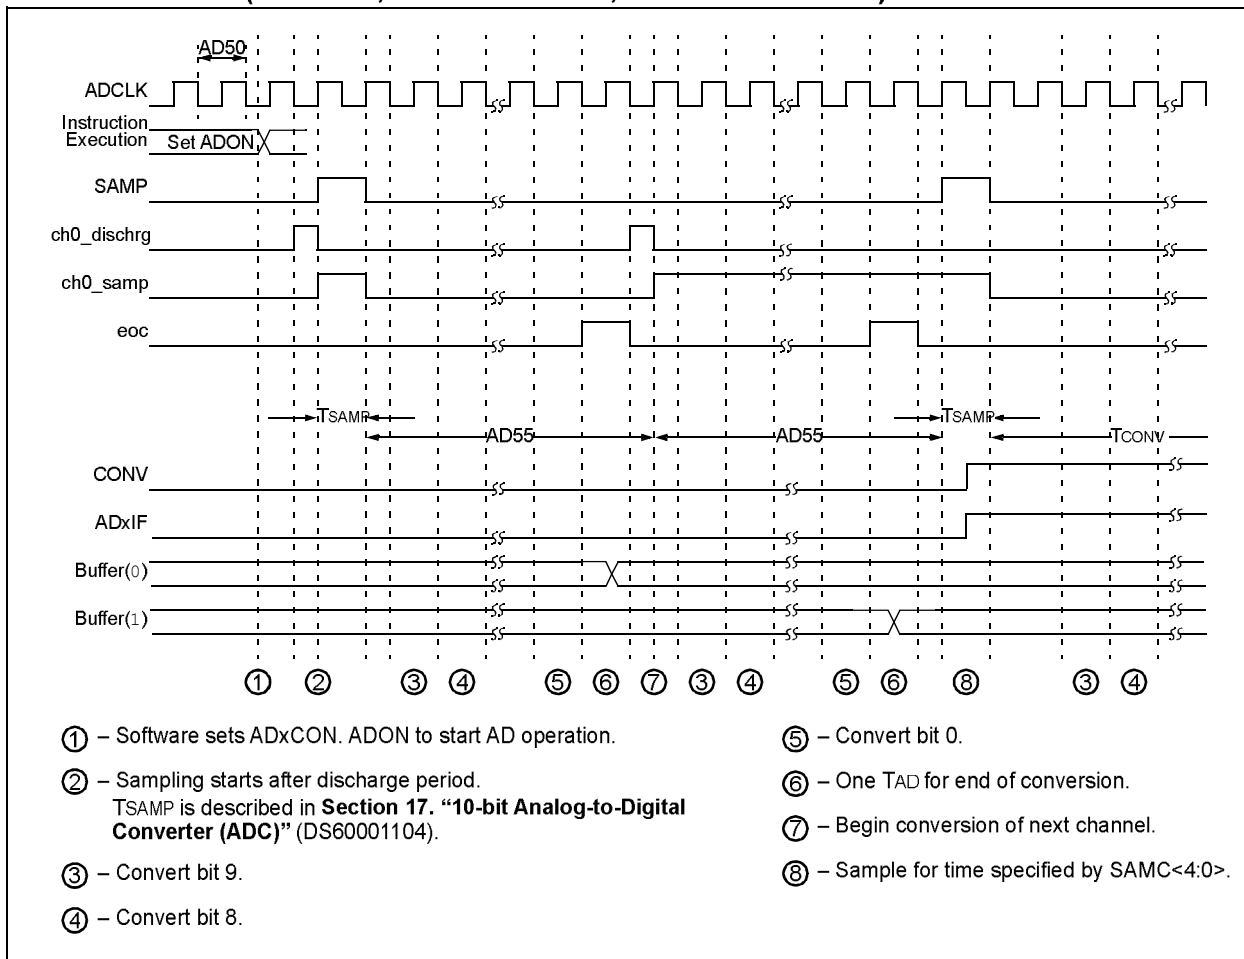 AD50
ADCLK
Instruction
Execution
Set ADON
SAMP
ch0_dischrg
ch0_samp
eoc
TSAMP
TSAMP
AD55
AD55
TCONV
CONV
ADxIF
Buffer(0)
Buffer(1)
1 2 3 4 5 6 7 3 4 5 6 8 3 4
1 – Software sets ADxCON. ADON to start AD operation.
2 – Sampling starts after discharge period.
TSAMP is described in Section 17. “10-bit Analog-to-Digital
Converter (ADC)” (DS60001104).
3 – Convert bit 9.
4 – Convert bit 8.
5 – Convert bit 0.
6 – One TAD for end of conversion.
7 – Begin conversion of next channel.
8 – Sample for time specified by SAMC<4:0>.